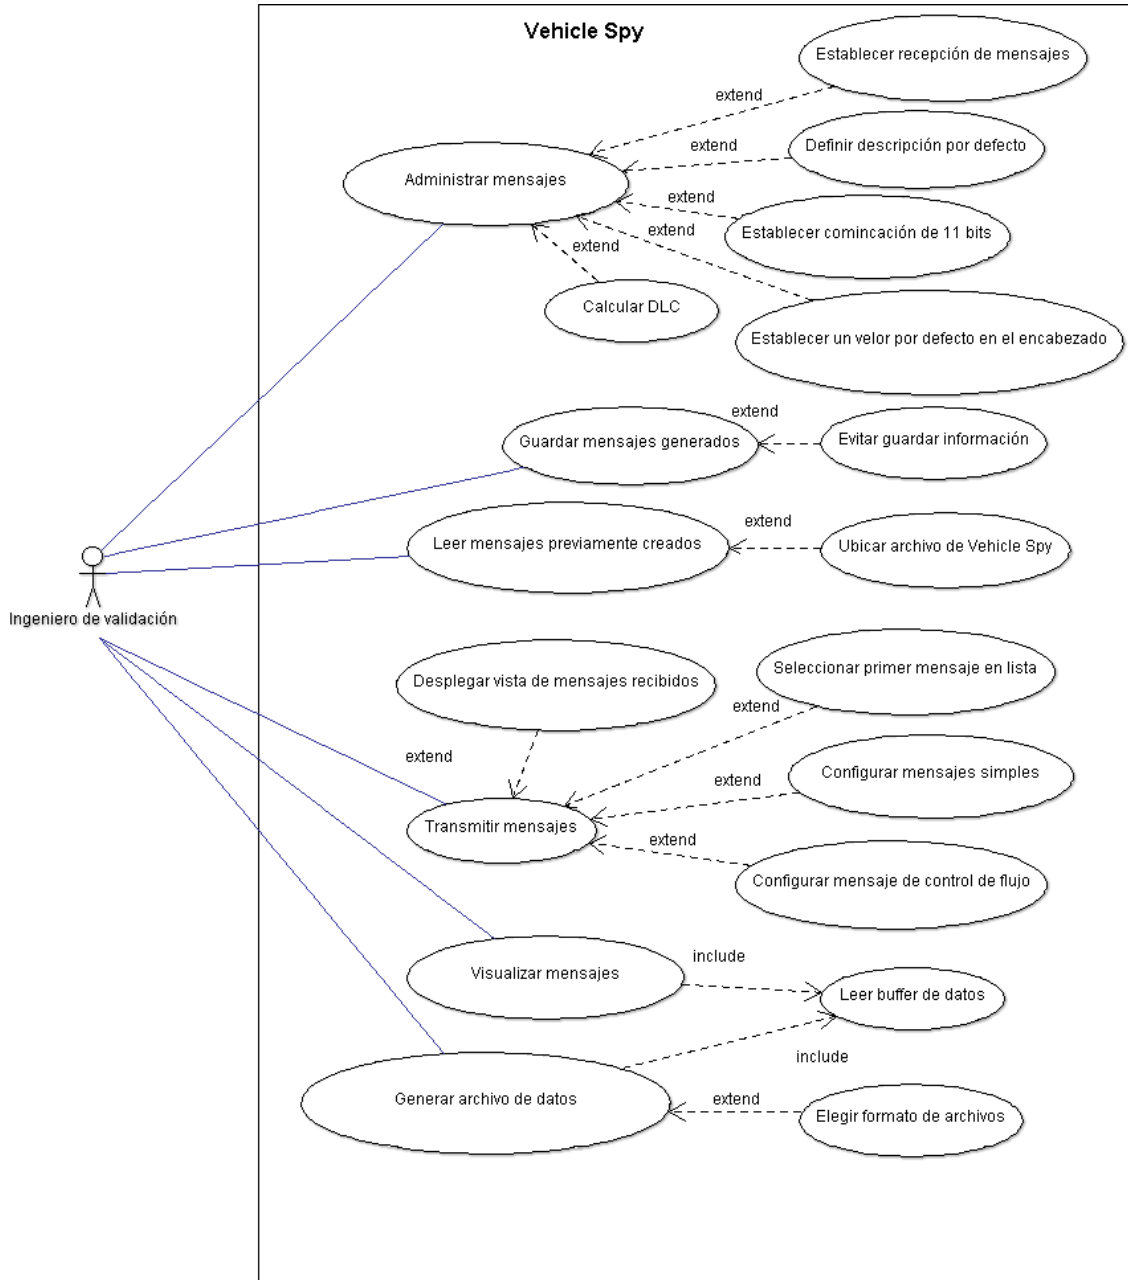 Vehicle Spy
Establecer recepción de mensajes
extend
Definir descripción por defecto
extend
Administrar mensajes
extend
Establecer comincación de 11 bits
extend
extend
Calcular DLC
Establecer un velor por defecto en el encabezado
extend
Guardar mensajes generados
Evitar guardar información
extend
Leer mensajes previamente creados
Ubicar archivo de Vehicle Spy
Ingeniero de validación
Seleccionar primer mensaje en lista
Desplegar vista de mensajes recibidos
extend
extend
Configurar mensajes simples
extend
Transmitir mensajes
extend
Configurar mensaje de control de flujo
include
Visualizar mensajes
Leer buffer de datos
include
Generar archivo de datos
extend
Elegir formato de archivos